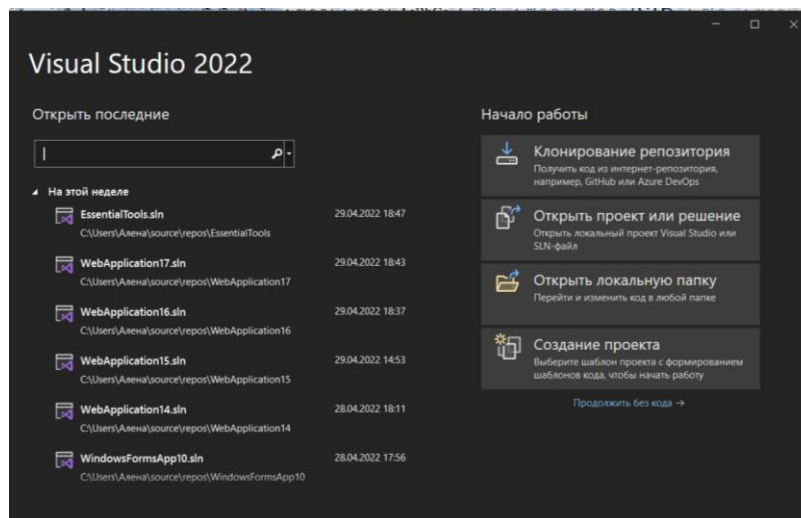 Visual Studio 2022
Открыть последние
На этой неделе
EssentialTools.sln 29.04.2022 18:47
C:\Users\Алена\source\repos\EssentialTools
WebApplication17.sln 29.04.2022 18:43
C:\Users\Алена\source\repos\WebApplication17
WebApplication16.sln 29.04.2022 18:37
C:\Users\Алена\source\repos\WebApplication16
WebApplication15.sln 29.04.2022 14:53
C:\Users\Алена\source\repos\WebApplication15
WebApplication14.sln 28.04.2022 18:11
C:\Users\Алена\source\repos\WebApplication14
WindowsFormsApp10.sln 28.04.2022 17:56
C:\Users\Алена\source\repos\WindowsFormsApp10
Начало работы
Клонирование репозитория
Получить код из интернет-репозитория,
например, GitHub или Azure DevOps
Открыть проект или решение
Открыть локальный проект Visual Studio или
SLN-файл
Открыть локальную папку
Перейти и изменить код в любой папке
Создание проекта
Выберите шаблон проекта с формированием
шаблонов кода, чтобы начать работу
Продолжить без кода →